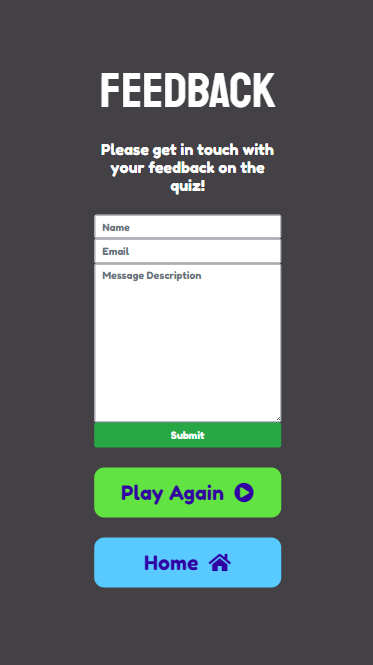 FEEDBACK
Please get in touch with
your feedback on the
quiz!
Name
Email
Message Description
Submit
Play Again
Home